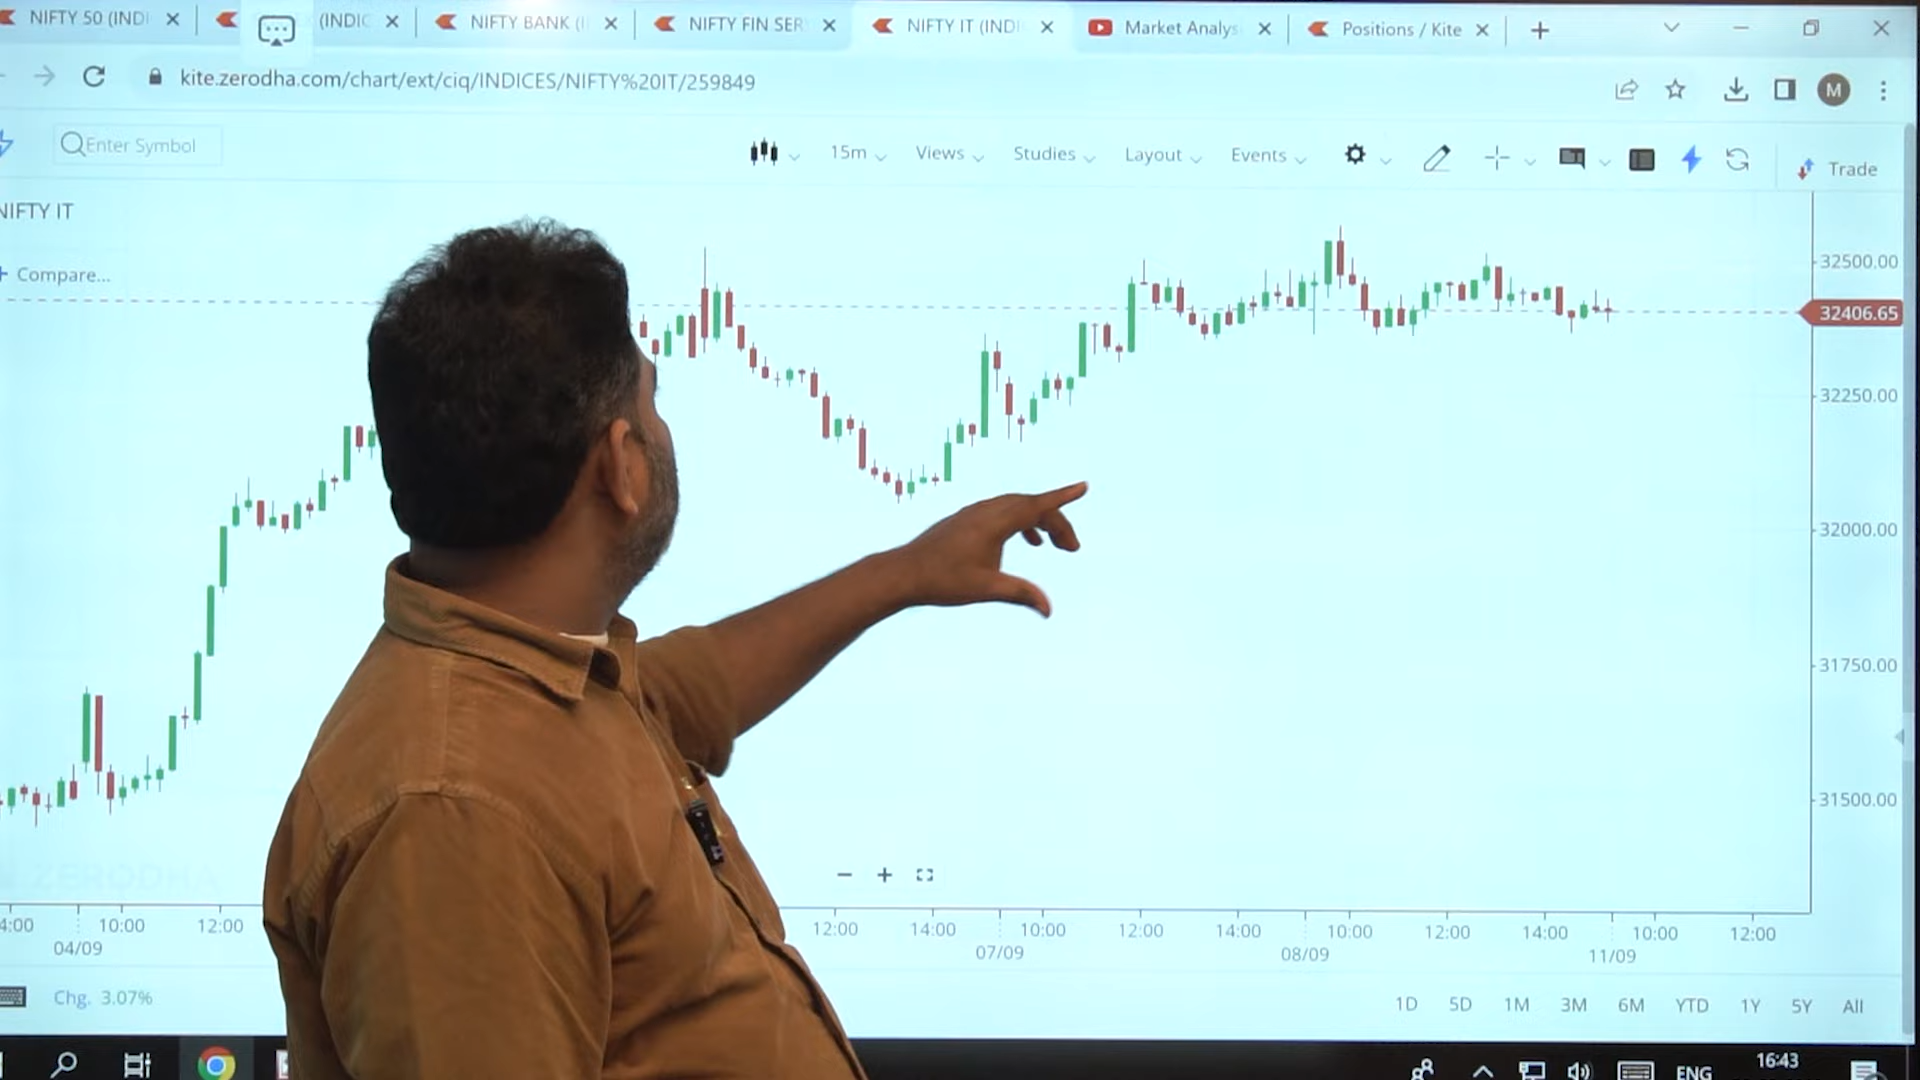 NIFTY 50 (INDI
(INDIC
NIFTY BANK (I
NIFTY FIN SER
NIFTY IT (INDI
Market Analys
Positions / Kite
kite.zerodha.com/chart/ext/ciq/INDICES/NIFTY%20IT/259849
M
Enter Symbol
15m
Views
Studies
Layout
Events
Trade
NIFTY IT
+ Compare...
32500.00
32406.65
32250.00
32000.00
31750.00
31500.00
ZERODHA
4:00
10:00
12:00
12:00
14:00
10:00
12:00
14:00
10:00
12:00
14:00
10:00
12:00
04/09
07/09
08/09
11/09
Chg. 3.07%
1D
5D
1M
3M
6M
YTD
1Y
5Y
All
ENG
16:43